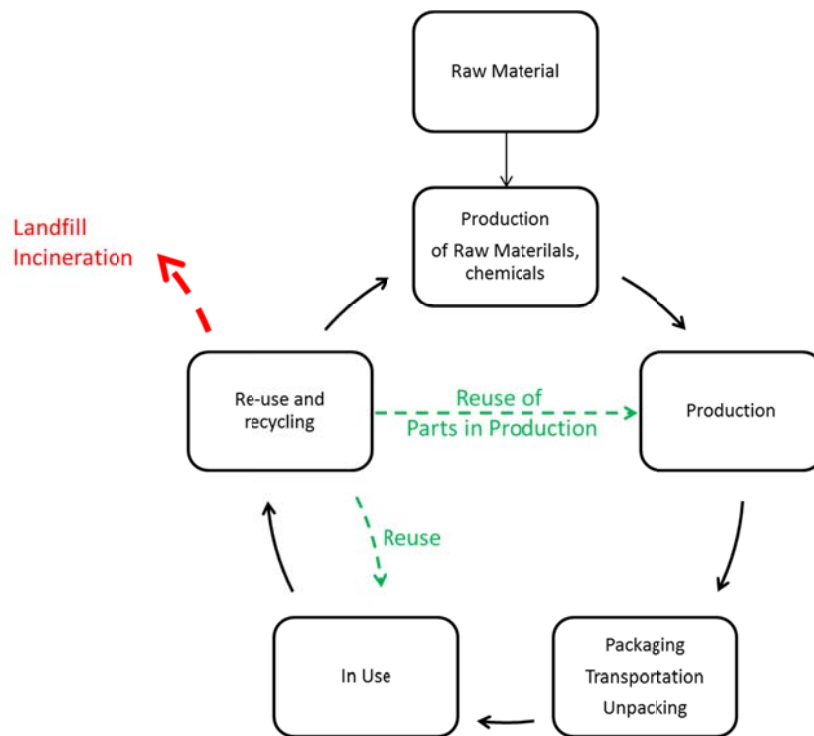 Raw Material
Production
of Raw Materilals,
chemicals
Landfill
Incineration
Re-use and
recycling
Reuse of
Parts in Production
Production
Reuse
In Use
Packaging
Transportation
Unpacking